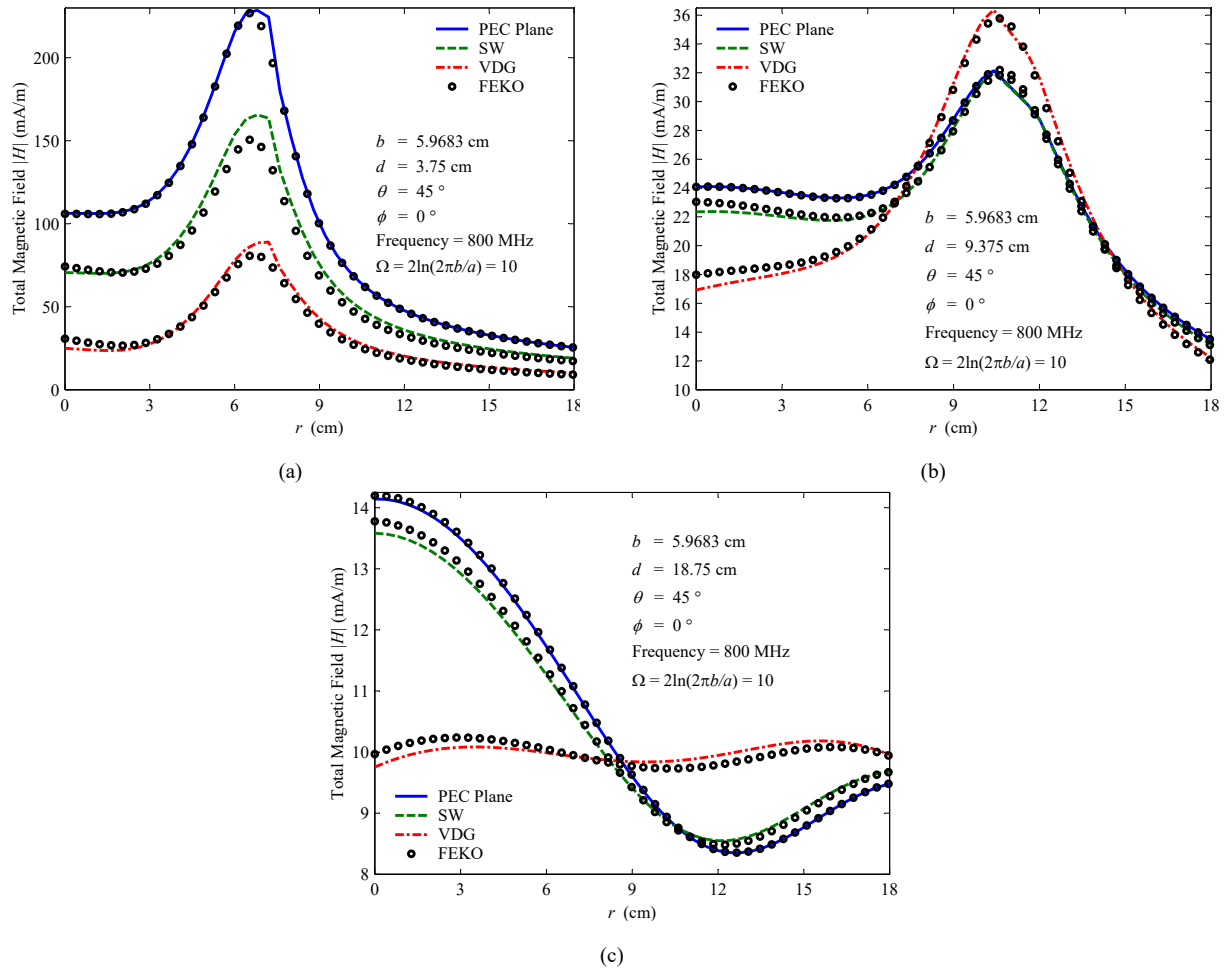 Total Magnetic Field |H| (mA/m)
200
150
100
50
0
0 3 6 9 12 15 18
r (cm)
PEC Plane
SW
VDG
FEKO
b = 5.9683 cm
d = 3.75 cm
θ = 45 °
ϕ = 0 °
Frequency = 800 MHz
Ω = 2ln(2πb/a) = 10
(a)
Total Magnetic Field |H| (mA/m)
36
34
32
30
28
26
24
22
20
18
16
14
12
10
0 3 6 9 12 15 18
r (cm)
PEC Plane
SW
VDG
FEKO
b = 5.9683 cm
d = 9.375 cm
θ = 45 °
ϕ = 0 °
Frequency = 800 MHz
Ω = 2ln(2πb/a) = 10
(b)
Total Magnetic Field |H| (mA/m)
14
13
12
11
10
9
8
0 3 6 9 12 15 18
r (cm)
b = 5.9683 cm
d = 18.75 cm
θ = 45 °
ϕ = 0 °
Frequency = 800 MHz
Ω = 2ln(2πb/a) = 10
PEC Plane
SW
VDG
FEKO
(c)